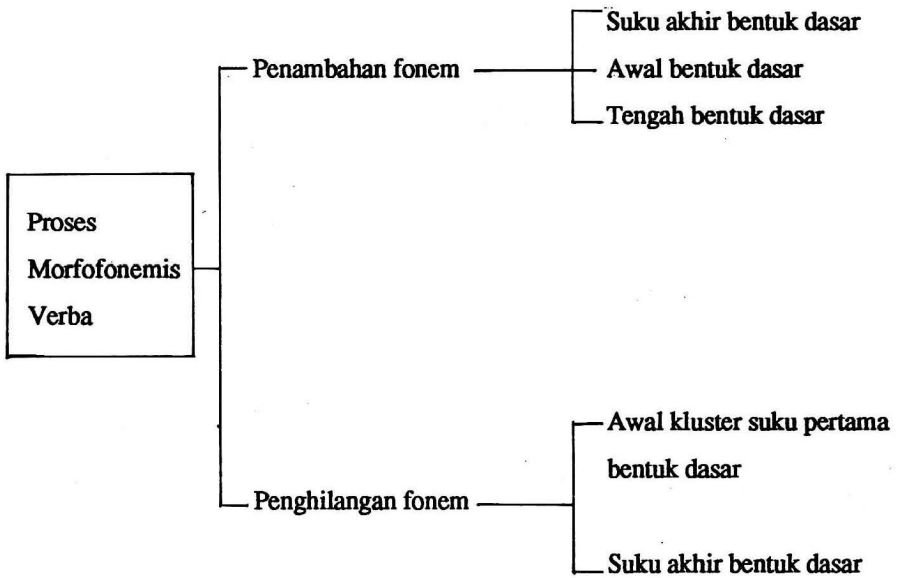 Suku akhir bentuk dasar
Penambahan fonem
Awal bentuk dasar
Tengah bentuk dasar
Proses
Morfofonemis
Verba
Awal kluster suku pertama
bentuk dasar
Penghilangan fonem
Suku akhir bentuk dasar